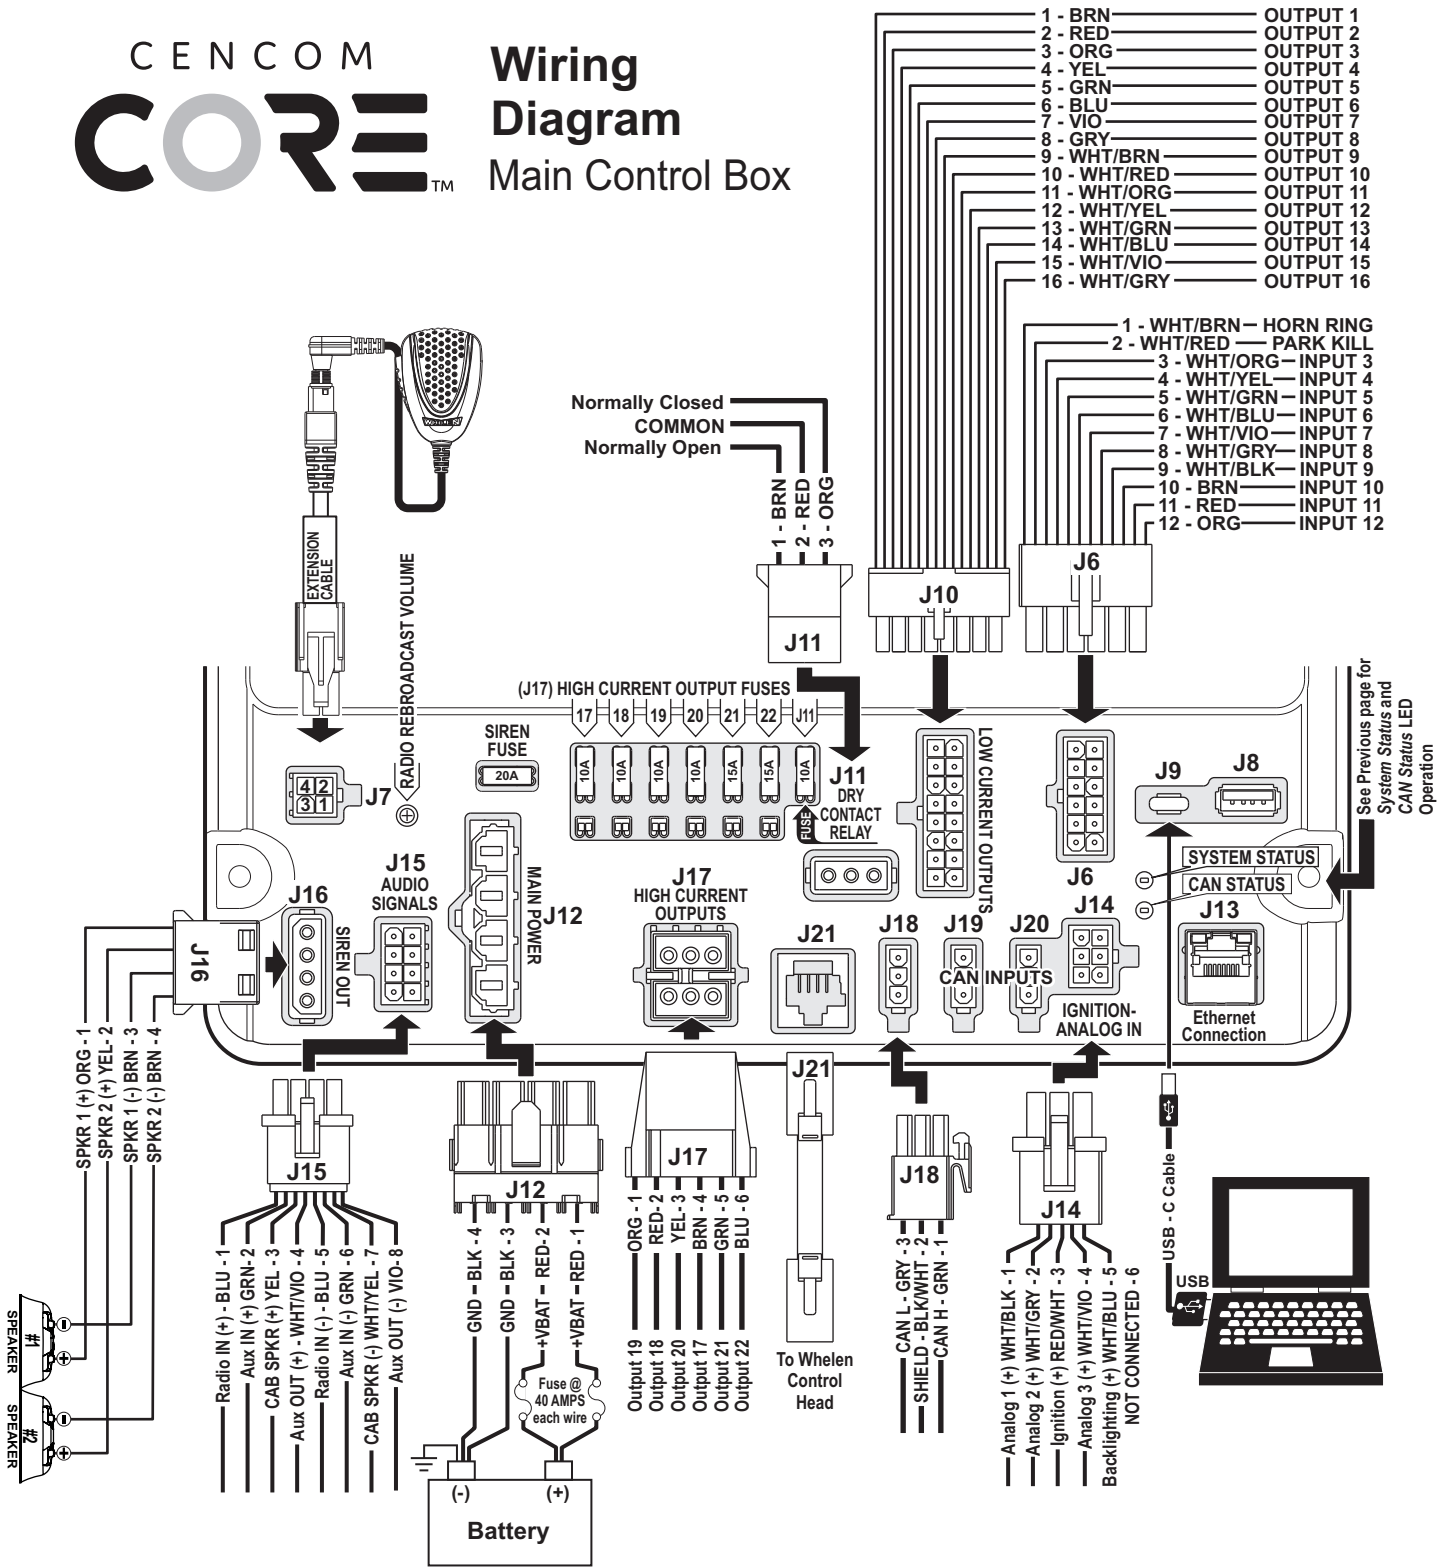 CENCOM
CORE™
Wiring
Diagram
Main Control Box
1 - BRN OUTPUT 1
2 - RED OUTPUT 2
3 - ORG OUTPUT 3
4 - YEL OUTPUT 4
5 - GRN OUTPUT 5
6 - BLU OUTPUT 6
7 - VIO OUTPUT 7
8 - GRY OUTPUT 8
9 - WHT/BRN OUTPUT 9
10 - WHT/RED OUTPUT 10
11 - WHT/ORG OUTPUT 11
12 - WHT/YEL OUTPUT 12
13 - WHT/GRN OUTPUT 13
14 - WHT/BLU OUTPUT 14
15 - WHT/VIO OUTPUT 15
16 - WHT/GRY OUTPUT 16
1 - WHT/BRN HORN RING
2 - WHT/RED PARK KILL
3 - WHT/ORG INPUT 3
4 - WHT/YEL INPUT 4
5 - WHT/GRN INPUT 5
6 - WHT/BLU INPUT 6
7 - WHT/VIO INPUT 7
8 - WHT/GRY INPUT 8
9 - WHT/BLK INPUT 9
10 - BRN INPUT 10
11 - RED INPUT 11
12 - ORG INPUT 12
Normally Closed
COMMON
Normally Open
1 - BRN
2 - RED
3 - ORG
J11
J10
J6
EXTENSION
CABLE
RADIO REBROADCAST VOLUME
(J17) HIGH CURRENT OUTPUT FUSES
17 18 19 20 21 22 J11
10A 10A 10A 10A 15A 15A 10A
SIREN
FUSE
20A
4 2
3 1
J7
J11
DRY
CONTACT
RELAY
FUSE
LOW CURRENT OUTPUTS
J6
J9
J8
SYSTEM STATUS
CAN STATUS
See Previous page for
System Status and
CAN Status LED
Operation
J13
Ethernet
Connection
J16
J16
SIREN OUT
J15
AUDIO
SIGNALS
MAIN POWER
J12
J17
HIGH CURRENT
OUTPUTS
J21
J18
J19
J20
CAN INPUTS
J14
IGNITION-
ANALOG IN
SPKR 1 (+) ORG - 1
SPKR 2 (+) YEL- 2
SPKR 1 (-) BRN - 3
SPKR 2 (-) BRN - 4
#1
SPEAKER
#2
SPEAKER
J15
Radio IN (+) - BLU - 1
Aux IN (+) GRN- 2
CAB SPKR (+) YEL - 3
Aux OUT (+) - WHT/VIO - 4
Radio IN (-) - BLU - 5
Aux IN (-) GRN - 6
CAB SPKR (-) WHT/YEL - 7
Aux OUT (-) VIO- 8
J12
GND – BLK - 4
GND – BLK - 3
+VBAT – RED- 2
+VBAT – RED - 1
Fuse @
40 AMPS
each wire
(-)
(+)
Battery
J17
ORG - 1
RED- 2
YEL- 3
BRN - 4
GRN - 5
BLU - 6
Output 19
Output 18
Output 20
Output 17
Output 21
Output 22
J21
To Whelen
Control
Head
J18
CAN L - GRY - 3
SHIELD - BLK/WHT - 2
CAN H - GRN - 1
J14
Analog 1 (+) WHT/BLK - 1
Analog 2 (+) WHT/GRY - 2
Ignition (+) RED/WHT - 3
Analog 3 (+) WHT/VIO - 4
Backlighting (+) WHT/BLU - 5
NOT CONNECTED - 6
USB - C Cable
USB